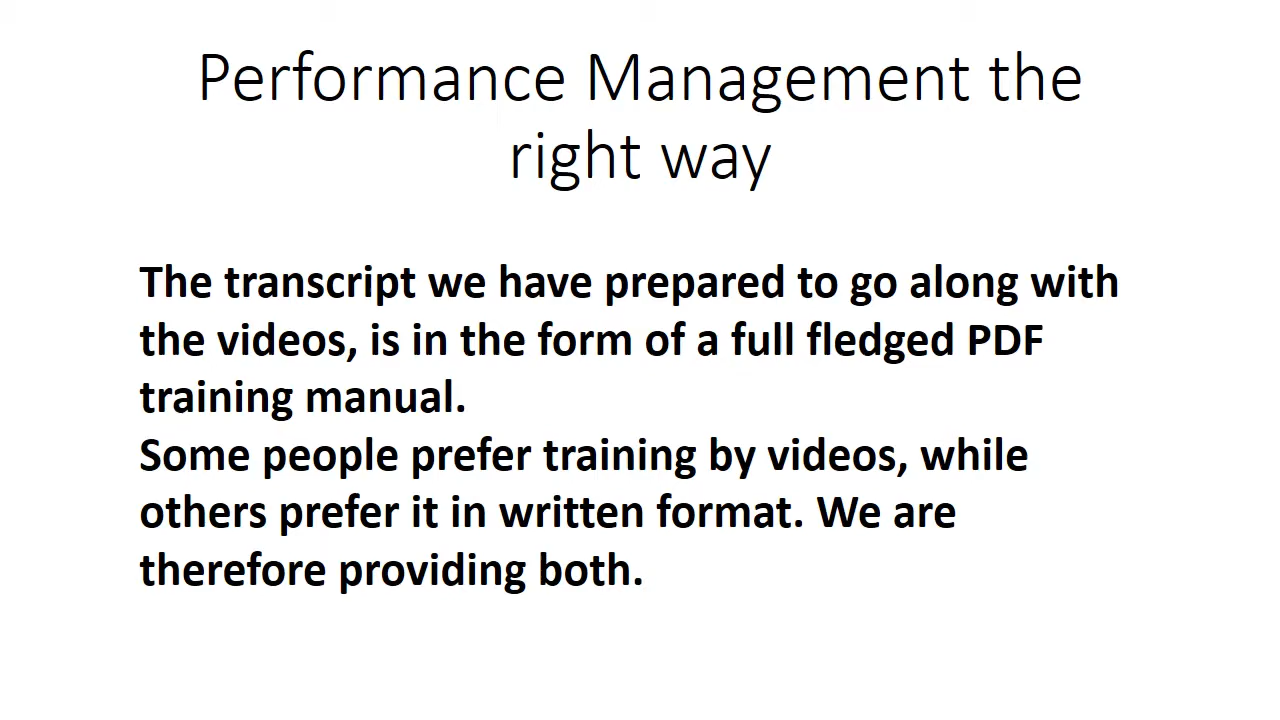 Performance Management the
right way
The transcript we have prepared to go along with
the videos, is in the form of a full fledged PDF
training manual.
Some people prefer training by videos, while
others prefer it in written format. We are
therefore providing both.